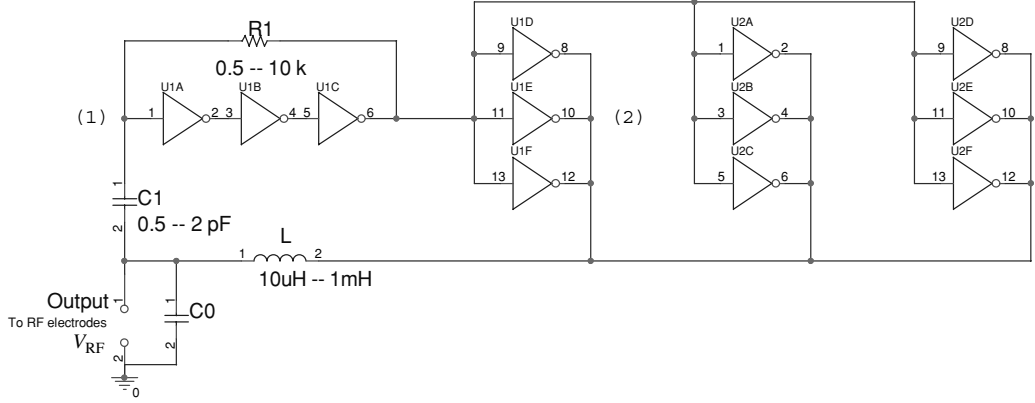 R1
0.5 -- 10 k
U1D
9 8
U2A
1 2
U2D
9 8
U1A
U1B
U1C
U1E
U2B
U2E
(1)
1 2 3 4 5 6
11 10
(2)
3 4
11 10
U1F
U2C
U2F
13 12
5 6
13 12
1
C1
0.5 -- 2 pF
2
L
1 2
10uH -- 1mH
Output
1
1
C0
To RF electrodes
VRF
2
2
0